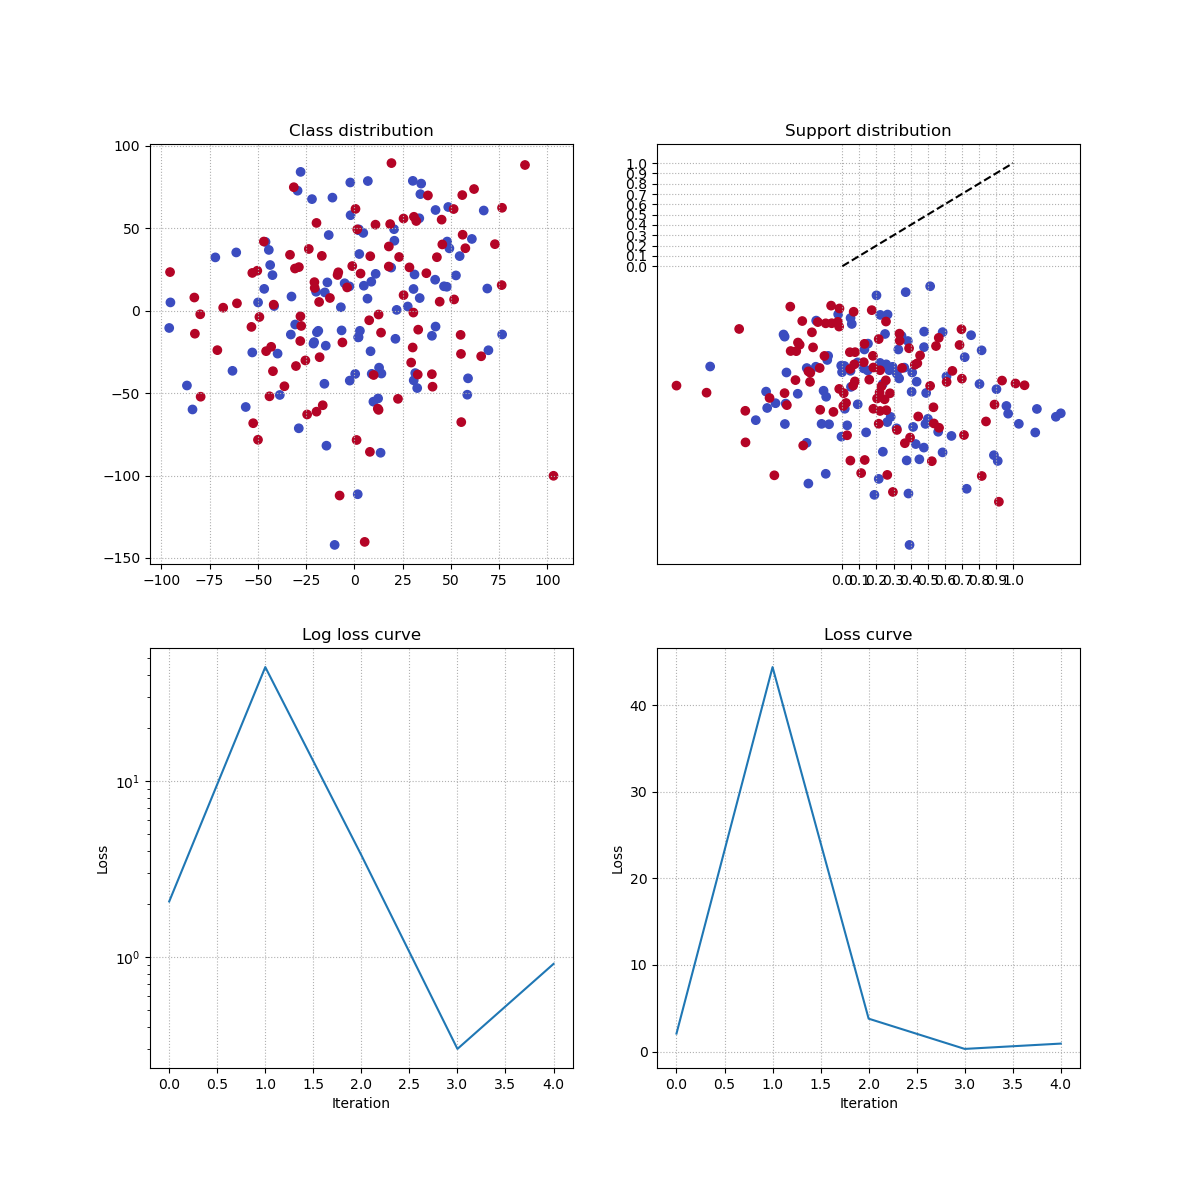 Class distribution
100
50
0
−50
−100
−150
−100 −75 −50 −25 0 25 50 75 100
Support distribution
1.0
0.9
0.8
0.7
0.6
0.5
0.4
0.3
0.2
0.1
0.0
0.0 0.1 0.2 0.3 0.4 0.5 0.6 0.7 0.8 0.9 1.0
Log loss curve
Loss
10¹
10⁰
0.0 0.5 1.0 1.5 2.0 2.5 3.0 3.5 4.0
Iteration
Loss curve
Loss
40
30
20
10
0
0.0 0.5 1.0 1.5 2.0 2.5 3.0 3.5 4.0
Iteration